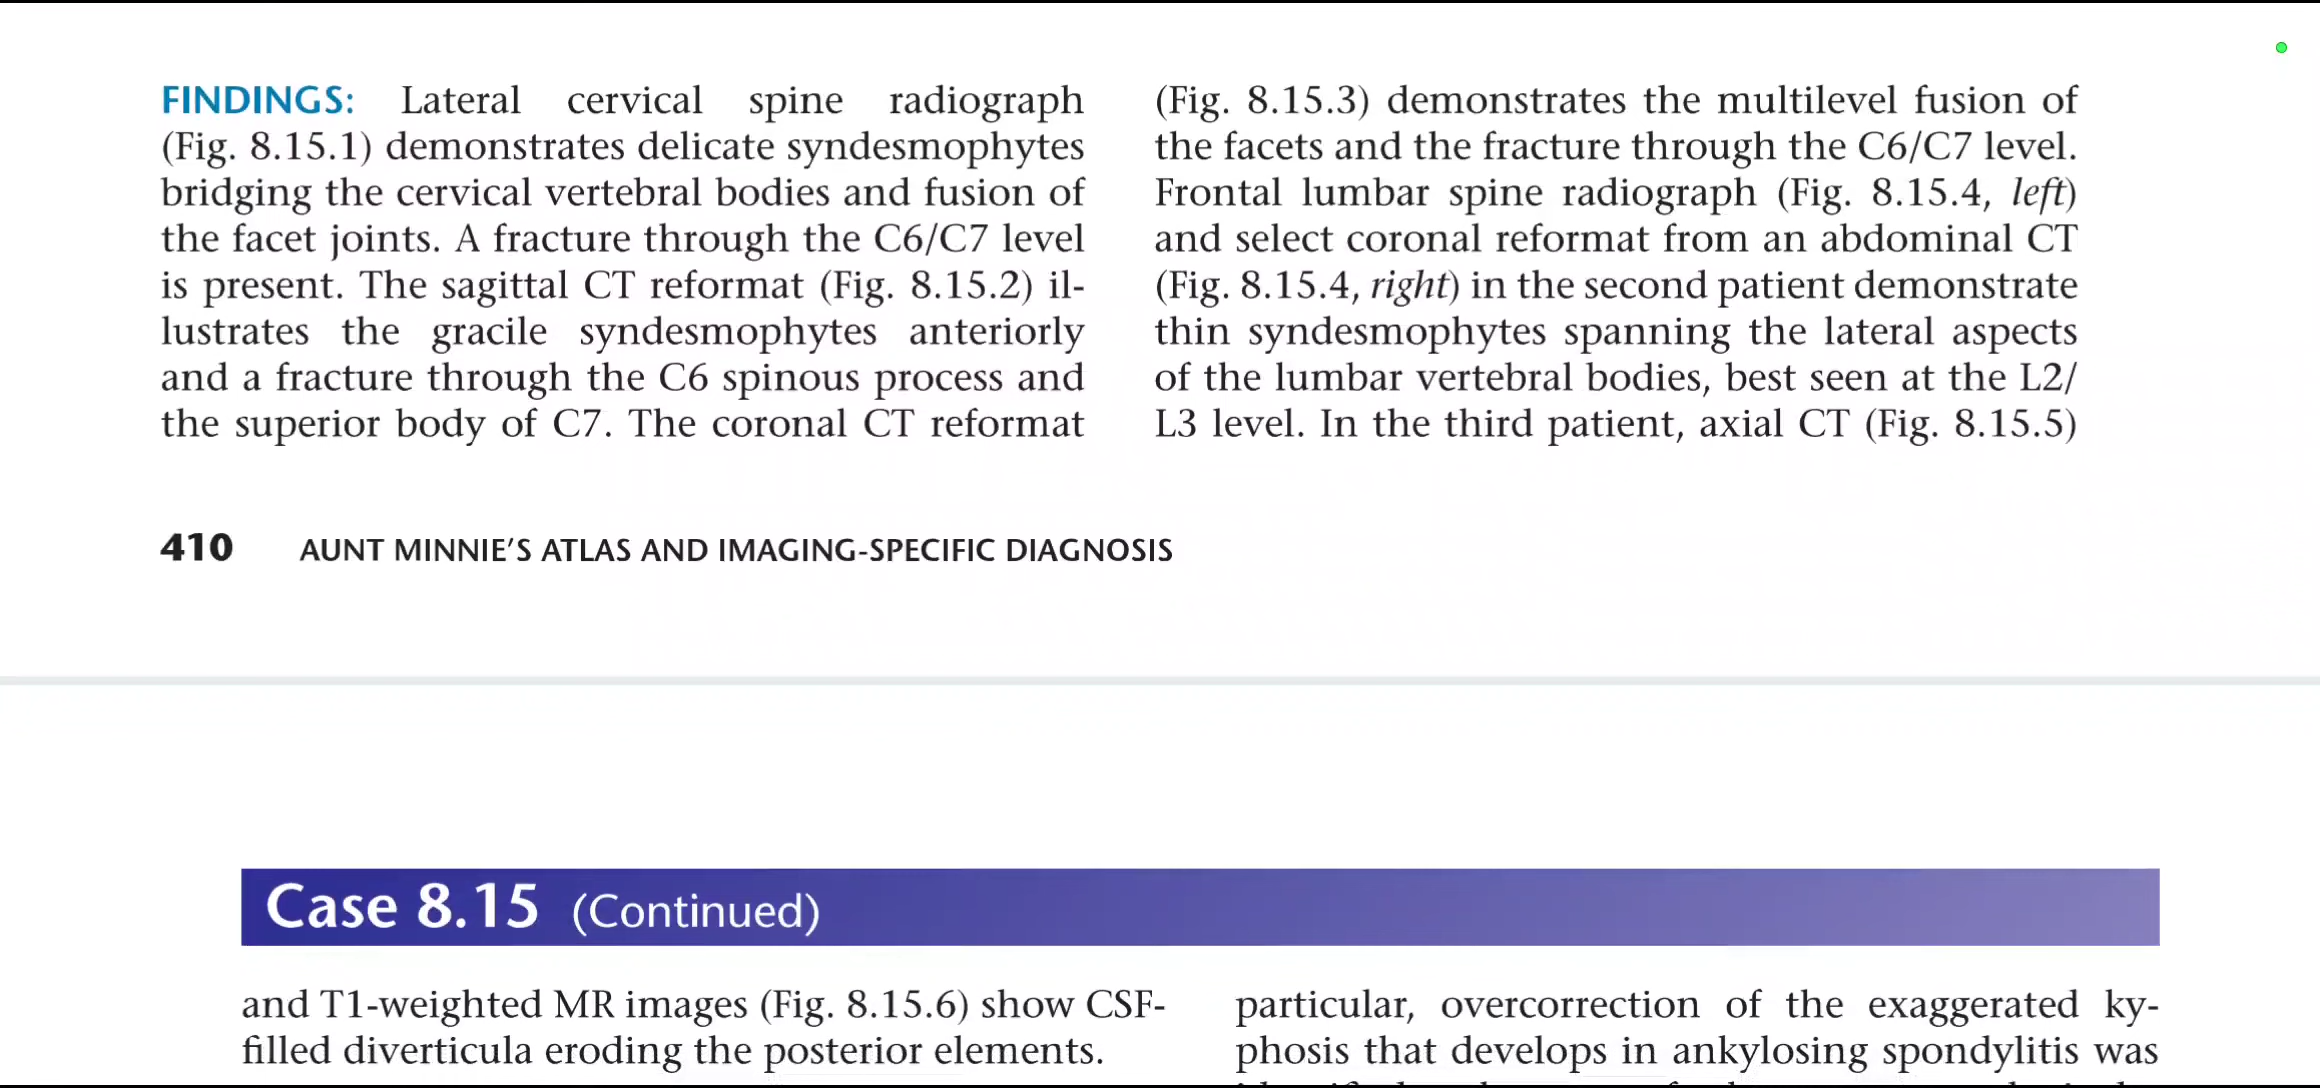 FINDINGS: Lateral cervical spine radiograph
(Fig. 8.15.1) demonstrates delicate syndesmophytes
bridging the cervical vertebral bodies and fusion of
the facet joints. A fracture through the C6/C7 level
is present. The sagittal CT reformat (Fig. 8.15.2) il-
lustrates the gracile syndesmophytes anteriorly
and a fracture through the C6 spinous process and
the superior body of C7. The coronal CT reformat
(Fig. 8.15.3) demonstrates the multilevel fusion of
the facets and the fracture through the C6/C7 level.
Frontal lumbar spine radiograph (Fig. 8.15.4, left)
and select coronal reformat from an abdominal CT
(Fig. 8.15.4, right) in the second patient demonstrate
thin syndesmophytes spanning the lateral aspects
of the lumbar vertebral bodies, best seen at the L2/
L3 level. In the third patient, axial CT (Fig. 8.15.5)
410 AUNT MINNIE'S ATLAS AND IMAGING-SPECIFIC DIAGNOSIS
Case 8.15 (Continued)
and T1-weighted MR images (Fig. 8.15.6) show CSF-
filled diverticula eroding the posterior elements.
particular, overcorrection of the exaggerated ky-
phosis that develops in ankylosing spondylitis was